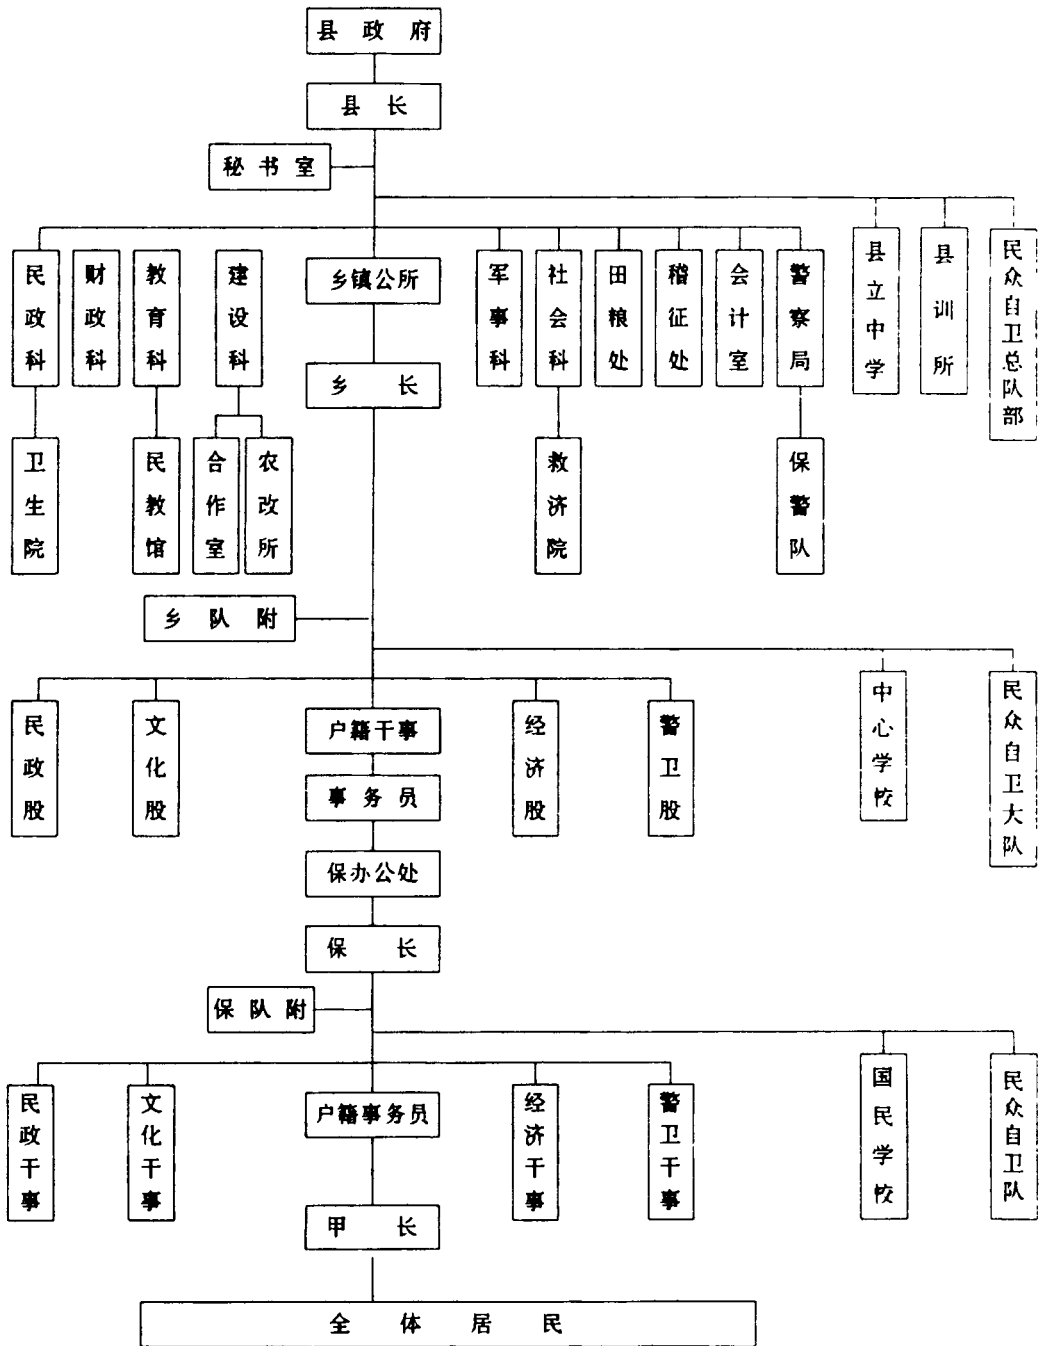 县政府
县长
秘书室
民政科
财政科
教育科
建设科
乡镇公所
军事科
社会科
田粮处
稽征处
会计室
警察局
县立中学
县训所
民众自卫总队部
乡长
卫生院
民教馆
合作室
农改所
救济院
保警队
乡队附
民政股
文化股
户籍干事
经济股
警卫股
中心学校
民众自卫大队
事务员
保办公处
保长
保队附
民政干事
文化干事
户籍事务员
经济干事
警卫干事
国民学校
民众自卫队
甲长
全体居民